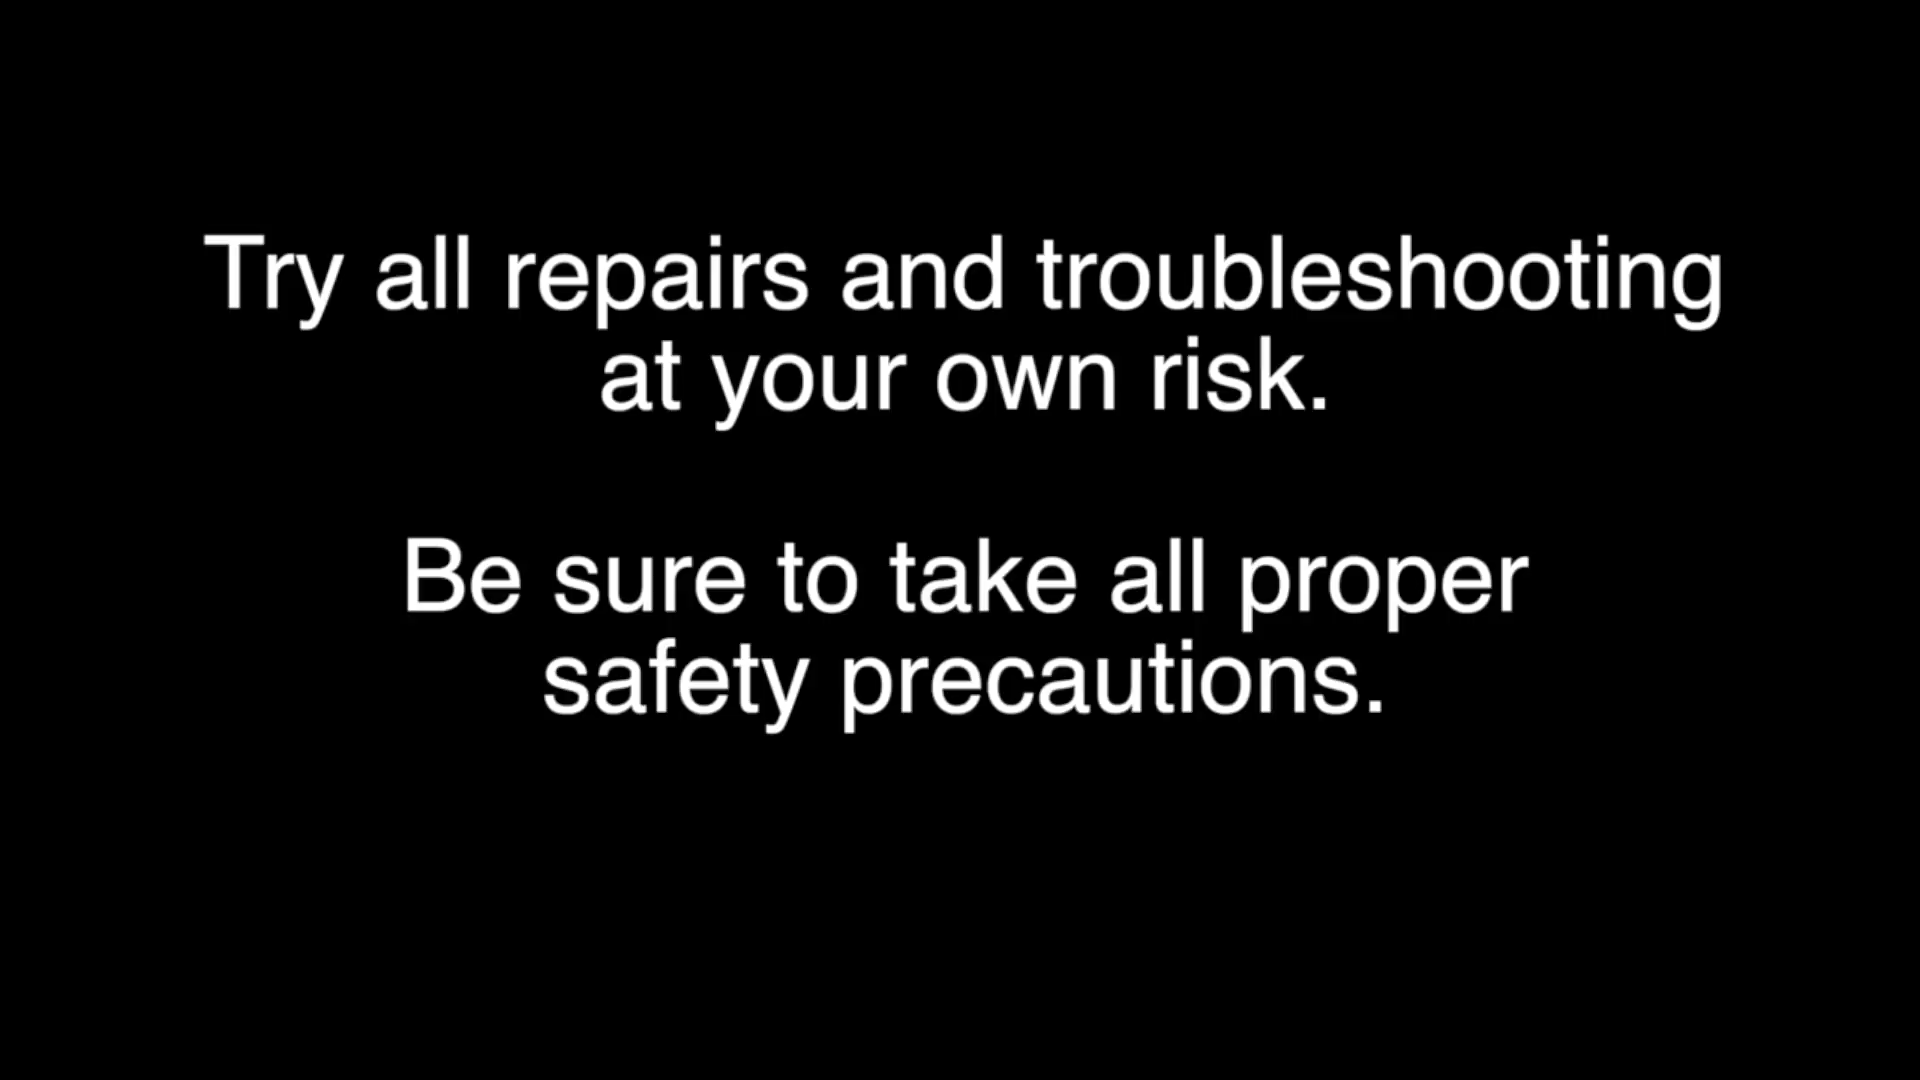 Try all repairs and troubleshooting
at your own risk.
Be sure to take all proper
safety precautions.